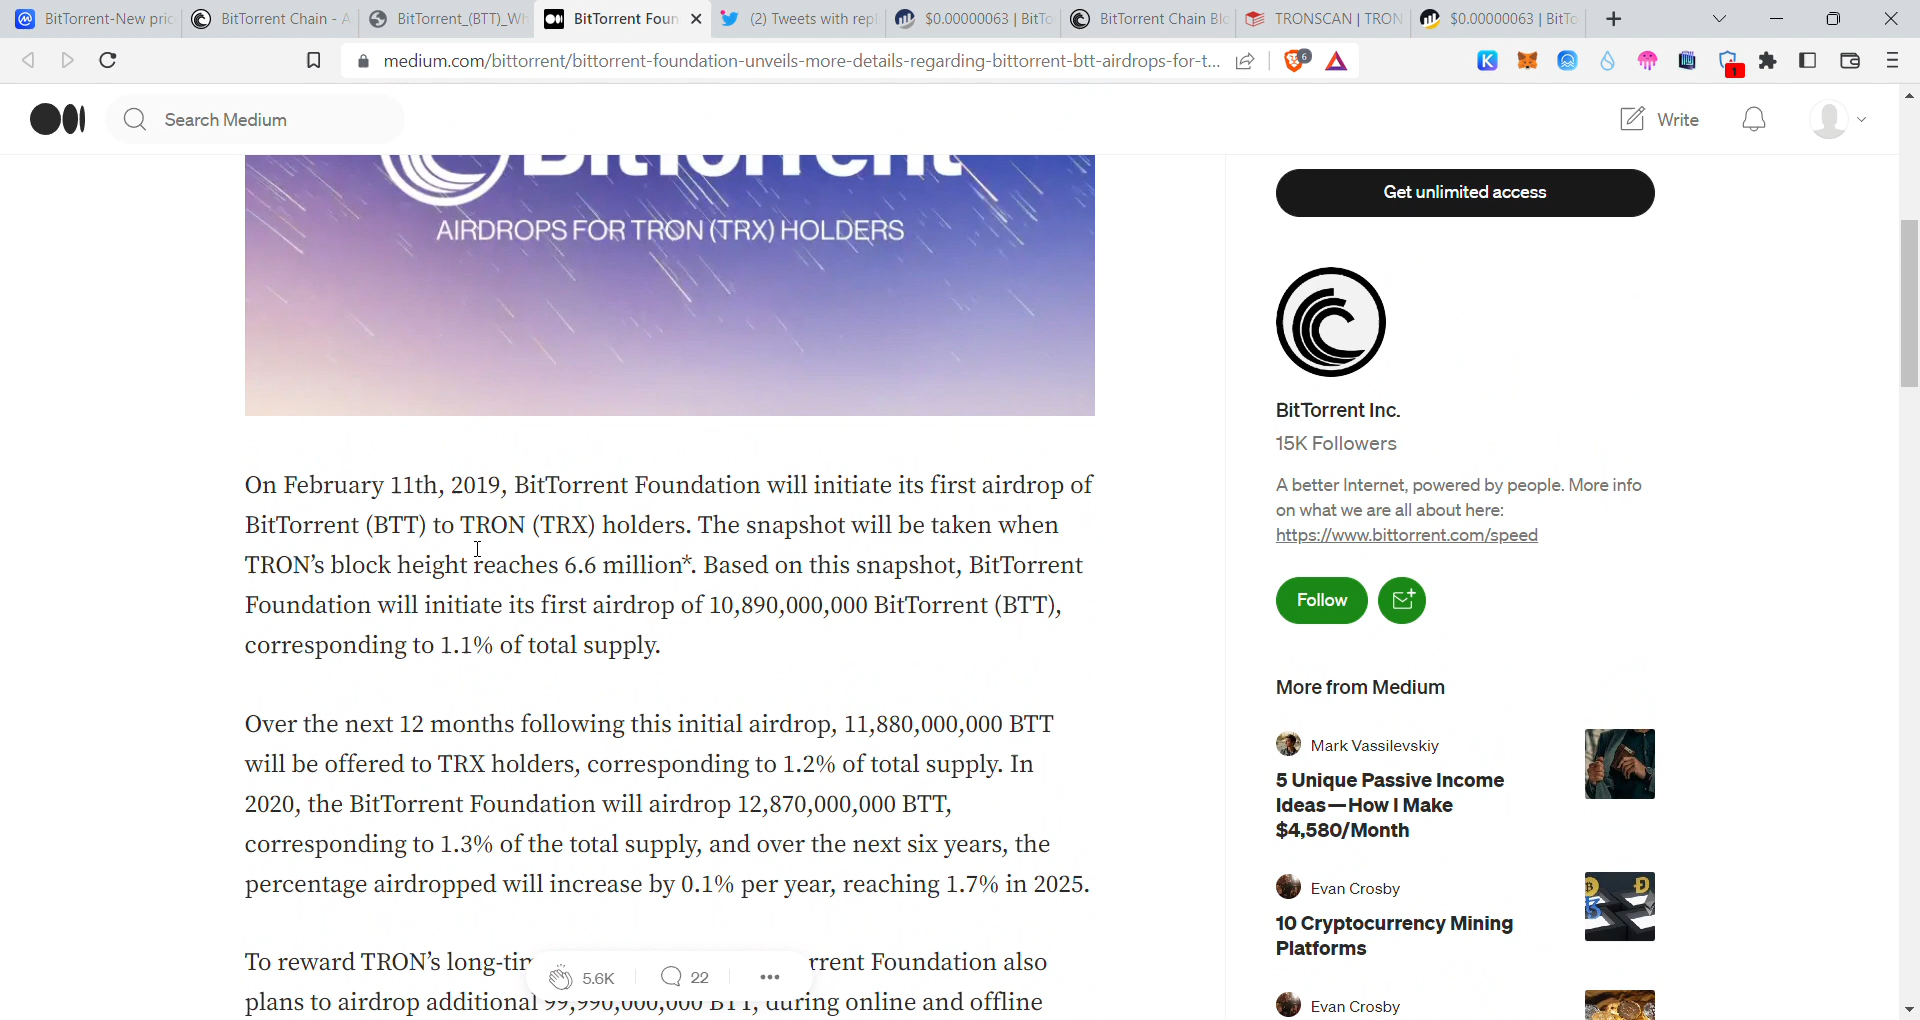 BitTorrent-New pric
BitTorrent Chain - A
BitTorrent_(BTT)_Wh
BitTorrent Foun
(2) Tweets with repl
$0.00000063 | BitTo
BitTorrent Chain Blo
TRONSCAN | TRON
$0.00000063 | BitTo
medium.com/bittorrent/bittorrent-foundation-unveils-more-details-regarding-bittorrent-btt-airdrops-for-t...
6
1
Search Medium
Write
BitTorrent
AIRDROPS FOR TRON (TRX) HOLDERS
On February 11th, 2019, BitTorrent Foundation will initiate its first airdrop of
BitTorrent (BTT) to TRON (TRX) holders. The snapshot will be taken when
TRON's block height reaches 6.6 million*. Based on this snapshot, BitTorrent
Foundation will initiate its first airdrop of 10,890,000,000 BitTorrent (BTT),
corresponding to 1.1% of total supply.
Over the next 12 months following this initial airdrop, 11,880,000,000 BTT
will be offered to TRX holders, corresponding to 1.2% of total supply. In
2020, the BitTorrent Foundation will airdrop 12,870,000,000 BTT,
corresponding to 1.3% of the total supply, and over the next six years, the
percentage airdropped will increase by 0.1% per year, reaching 1.7% in 2025.
To reward TRON's long-tim rrent Foundation also
plans to airdrop additional 99,990,000,000 BTT, during online and offline
5.6K
22
Get unlimited access
BitTorrent Inc.
15K Followers
A better Internet, powered by people. More info
on what we are all about here:
https://www.bittorrent.com/speed
Follow
More from Medium
Mark Vassilevskiy
5 Unique Passive Income
Ideas — How I Make
$4,580/Month
Evan Crosby
10 Cryptocurrency Mining
Platforms
Evan Crosby